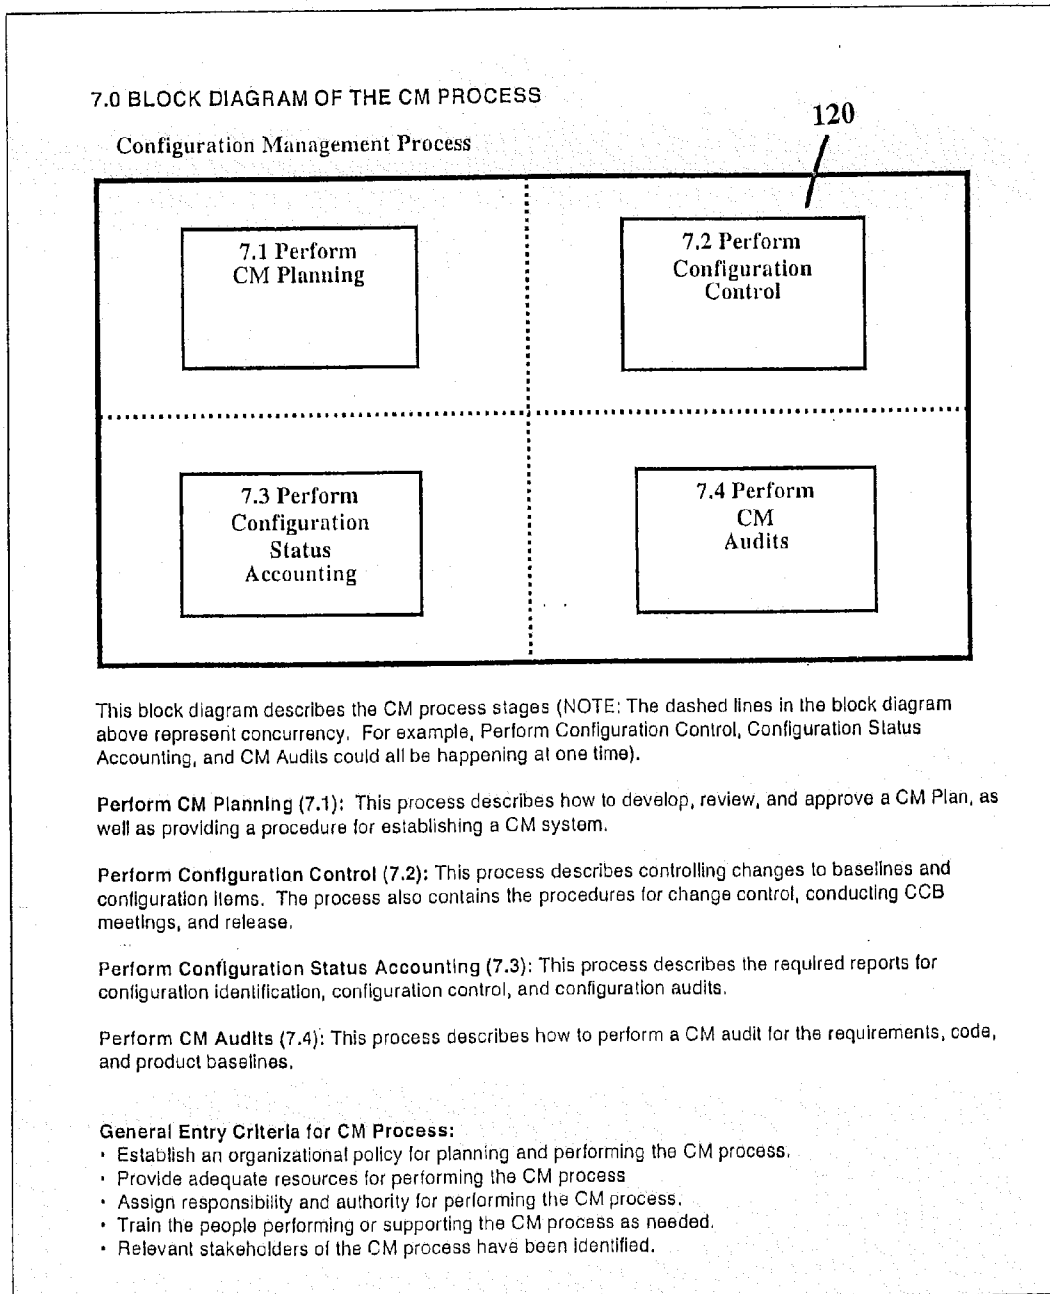 7.0 BLOCK DIAGRAM OF THE CM PROCESS
120
Configuration Management Process
7.1 Perform
CM Planning
7.2 Perform
Configuration
Control
7.3 Perform
Configuration
Status
Accounting
7.4 Perform
CM
Audits
This block diagram describes the CM process stages (NOTE: The dashed lines in the block diagram
above represent concurrency. For example, Perform Configuration Control, Configuration Status
Accounting, and CM Audits could all be happening at one time).
Perform CM Planning (7.1): This process describes how to develop, review, and approve a CM Plan, as
well as providing a procedure for establishing a CM system.
Perform Configuration Control (7.2): This process describes controlling changes to baselines and
configuration items. The process also contains the procedures for change control, conducting CCB
meetings, and release.
Perform Configuration Status Accounting (7.3): This process describes the required reports for
configuration identification, configuration control, and configuration audits.
Perform CM Audits (7.4): This process describes how to perform a CM audit for the requirements, code,
and product baselines.
General Entry Criteria for CM Process:
• Establish an organizational policy for planning and performing the CM process.
• Provide adequate resources for performing the CM process
• Assign responsibility and authority for performing the CM process.
• Train the people performing or supporting the CM process as needed.
• Relevant stakeholders of the CM process have been identified.